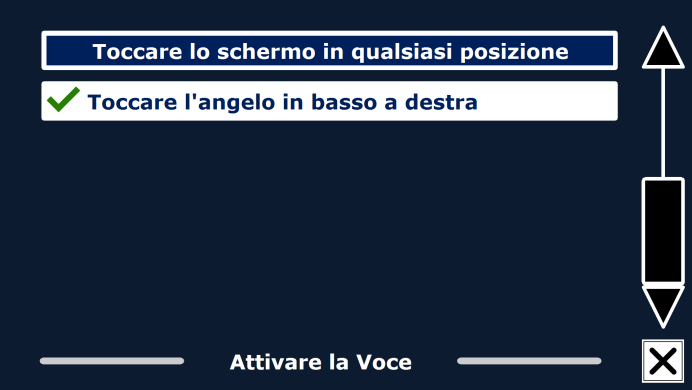 Toccare lo schermo in qualsiasi posizione
Toccare l'angelo in basso a destra
Attivare la Voce